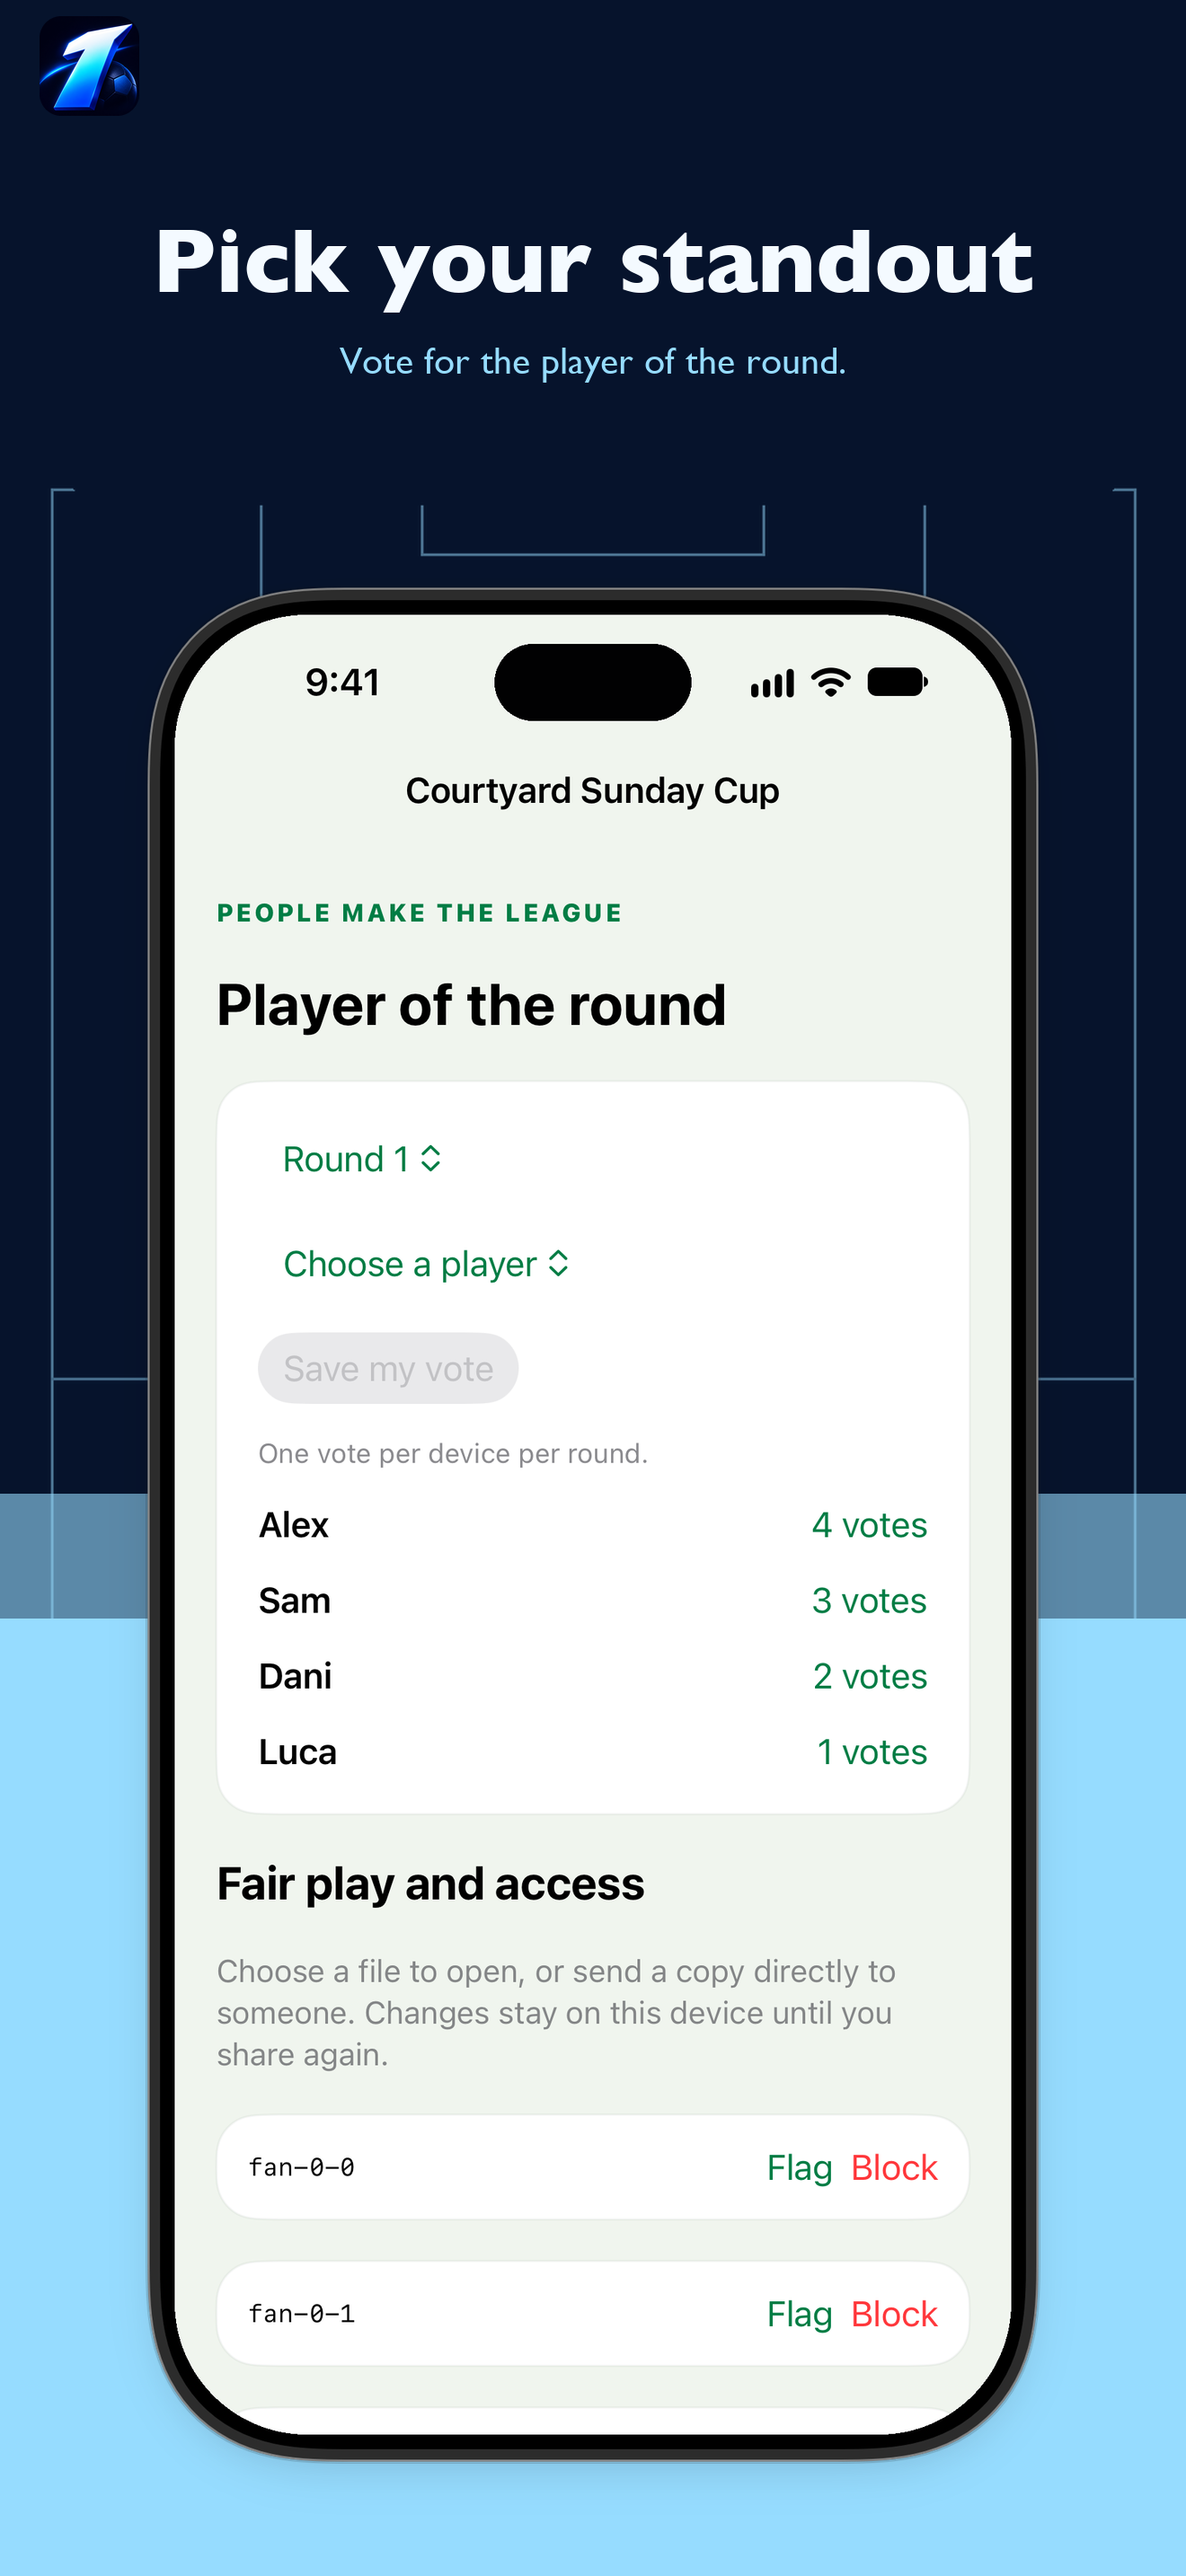 1
Pick your standout
Vote for the player of the round.
9:41
Courtyard Sunday Cup
PEOPLE MAKE THE LEAGUE
Player of the round
Round 1
Choose a player
Save my vote
One vote per device per round.
Alex 4 votes
Sam 3 votes
Dani 2 votes
Luca 1 votes
Fair play and access
Choose a file to open, or send a copy directly to
someone. Changes stay on this device until you
share again.
fan-0-0 Flag Block
fan-0-1 Flag Block